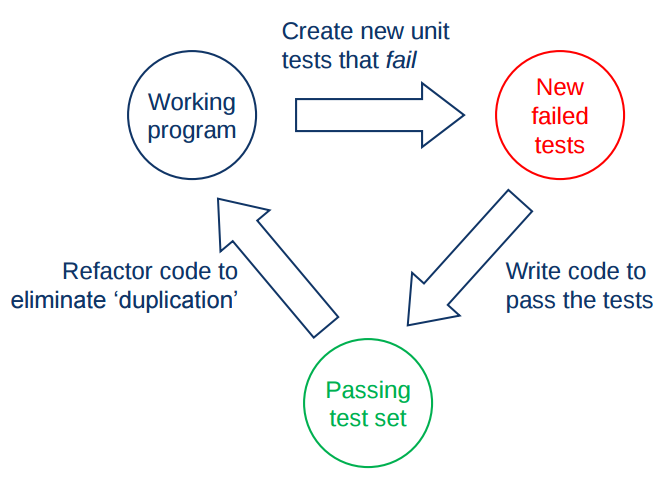 Create new unit
tests that fail
Working
program
New
failed
tests
Refactor code to
eliminate ‘duplication’
Write code to
pass the tests
Passing
test set